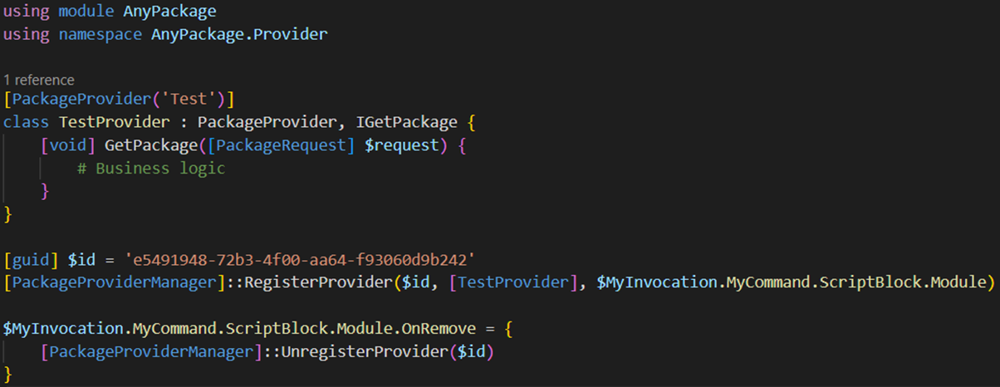 using module AnyPackage
using namespace AnyPackage.Provider
1 reference
[PackageProvider('Test')]
class TestProvider : PackageProvider, IGetPackage {
[void] GetPackage([PackageRequest] $request) {
# Business logic
}
}
[guid] $id = 'e5491948-72b3-4f00-aa64-f93060d9b242'
[PackageProviderManager]::RegisterProvider($id, [TestProvider], $MyInvocation.MyCommand.ScriptBlock.Module)
$MyInvocation.MyCommand.ScriptBlock.Module.OnRemove = {
[PackageProviderManager]::UnregisterProvider($id)
}